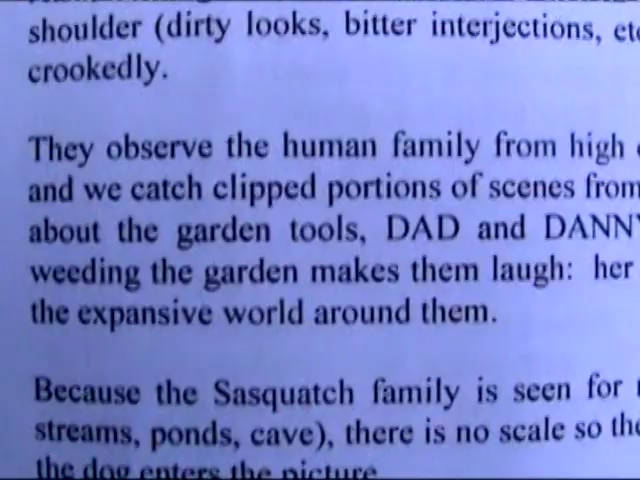 shoulder (dirty looks, bitter interjections, etc
crookedly.
They observe the human family from high
and we catch clipped portions of scenes from
about the garden tools, DAD and DANNY
weeding the garden makes them laugh: her
the expansive world around them.
Because the Sasquatch family is seen for
streams, ponds, cave), there is no scale so the
the dog enters the picture